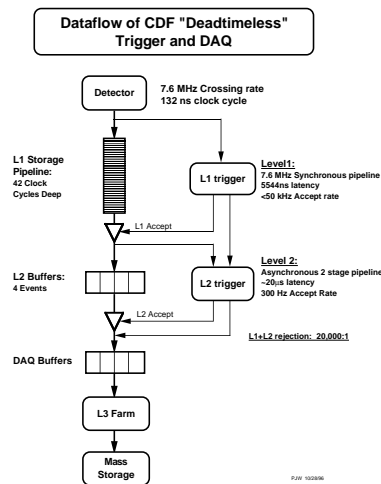 Dataflow of CDF "Deadtimeless"
Trigger and DAQ
Detector
7.6 MHz Crossing rate
132 ns clock cycle
L1 Storage
Pipeline:
42 Clock
Cycles Deep
L1 trigger
Level1:
7.6 MHz Synchronous pipeline
5544ns latency
<50 kHz Accept rate
L1 Accept
L2 Buffers:
4 Events
L2 trigger
Level 2:
Asynchronous 2 stage pipeline
~20µs latency
300 Hz Accept Rate
L2 Accept
L1+L2 rejection: 20,000:1
DAQ Buffers
L3 Farm
Mass
Storage
PJW 10/28/96